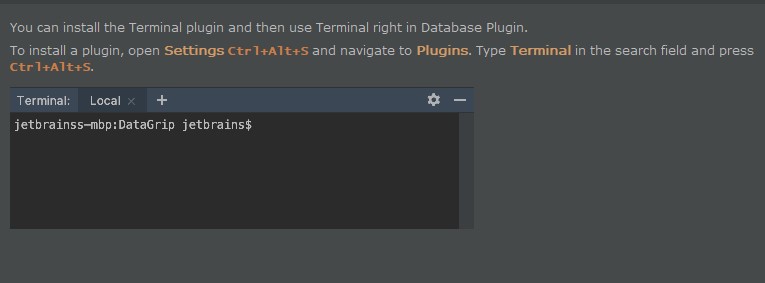 You can install the Terminal plugin and then use Terminal right in Database Plugin.
To install a plugin, open Settings Ctrl+Alt+S and navigate to Plugins. Type Terminal in the search field and press
Ctrl+Alt+S.
Terminal: Local × +
jetbrainss-mbp:DataGrip jetbrains$